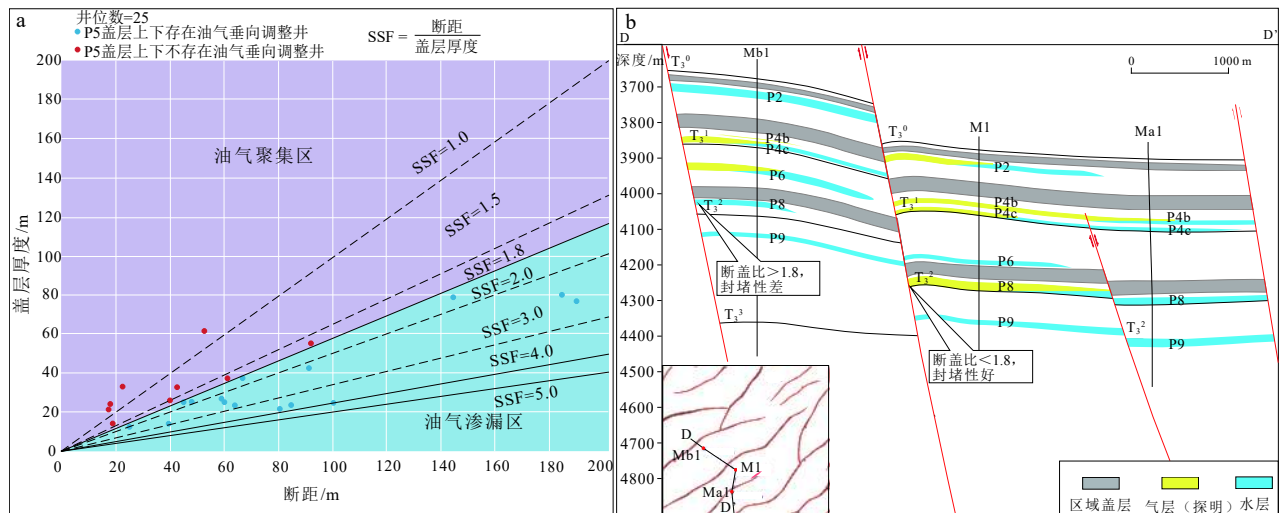 a
井位数=25
P5盖层上下存在油气垂向调整井
P5盖层上下不存在油气垂向调整井
SSF = 断距
盖层厚度
200
180
160
140
120
100
80
60
40
20
0
盖层厚度/m
油气聚集区
SSF=1.0
SSF=1.5
SSF=1.8
SSF=2.0
SSF=3.0
SSF=4.0
SSF=5.0
油气渗漏区
0 20 40 60 80 100 120 140 160 180 200
断距/m
b
D D’
深度/m
3700
3800
3900
4000
4100
4200
4300
4400
4500
4600
4700
4800
0 1000 m
Mb1
M1
Ma1
T₃⁰
P2
T₃¹
P4b
P4c
P6
P8
T₃²
P9
T₃³
T₃⁰
P2
T₃¹
P4b
P4c
P4b
P4c
P6
T₃²
P8
P8
P9
T₃²
P9
断盖比>1.8,
封堵性差
断盖比<1.8,
封堵性好
D
Mb1
M1
Ma1
D’
区域盖层 气层（探明） 水层